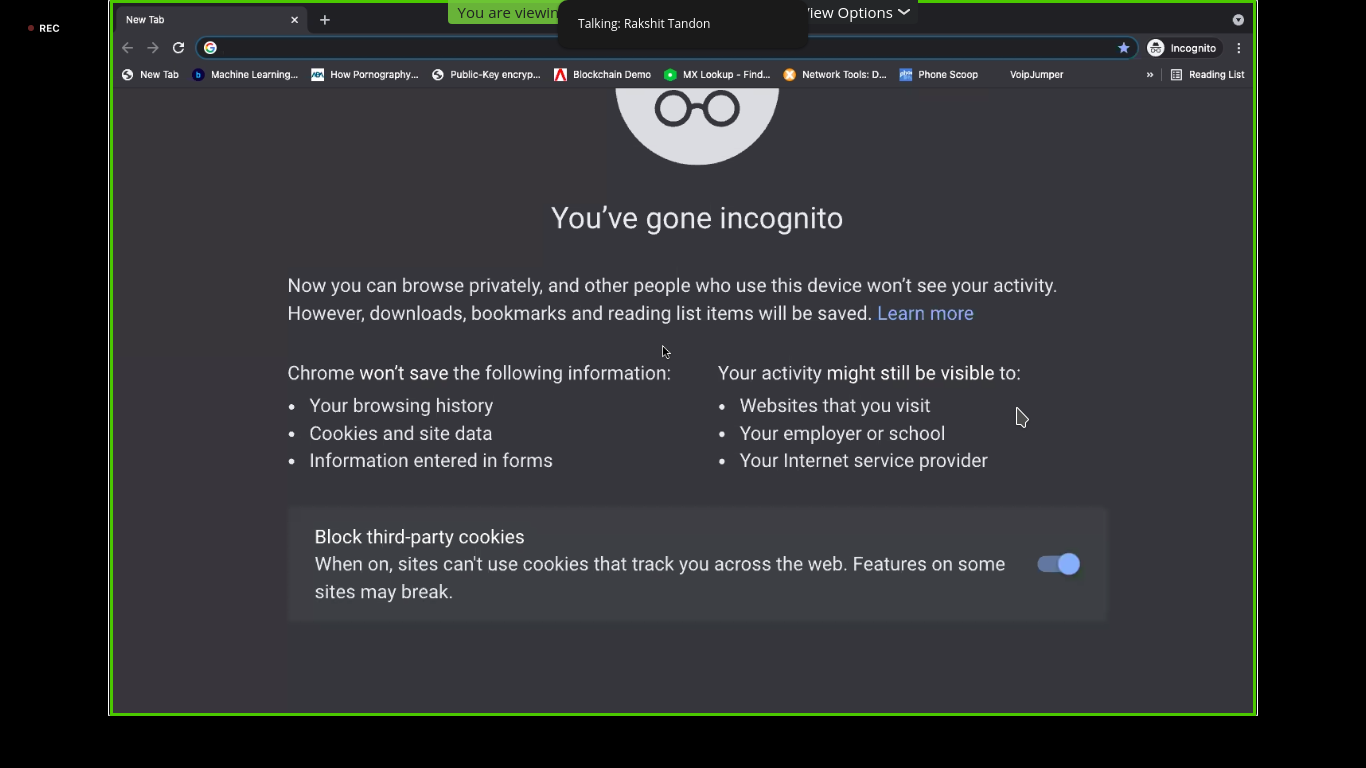 New Tab
You are viewin
Talking: Rakshit Tandon
iew Options
REC
Incognito
New Tab
Machine Learning...
How Pornography...
Public-Key encryp...
Blockchain Demo
MX Lookup - Find...
Network Tools: D...
Phone Scoop
VoipJumper
»
Reading List
You've gone incognito
Now you can browse privately, and other people who use this device won't see your activity.
However, downloads, bookmarks and reading list items will be saved. Learn more
Chrome won't save the following information:
• Your browsing history
• Cookies and site data
• Information entered in forms
Your activity might still be visible to:
• Websites that you visit
• Your employer or school
• Your Internet service provider
Block third-party cookies
When on, sites can't use cookies that track you across the web. Features on some
sites may break.